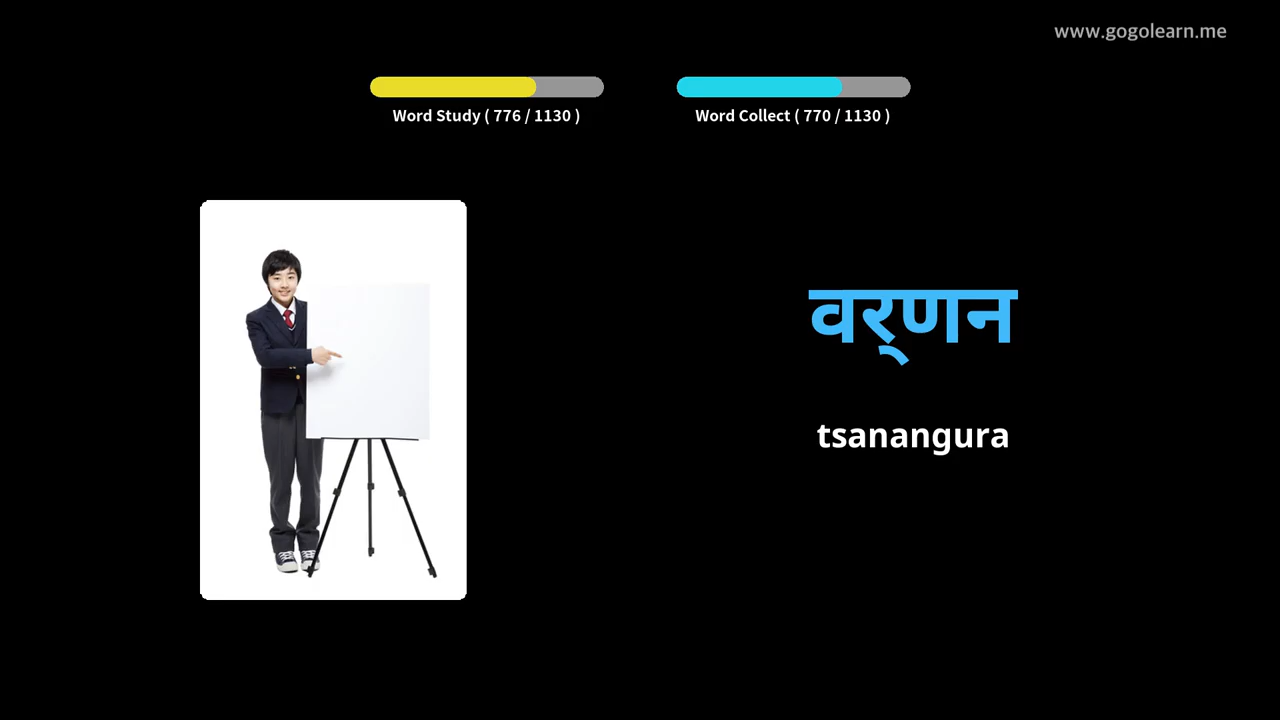 www.gogolearn.me
Word Study ( 776 / 1130 )
Word Collect ( 770 / 1130 )
वर्‌णन
tsanangura